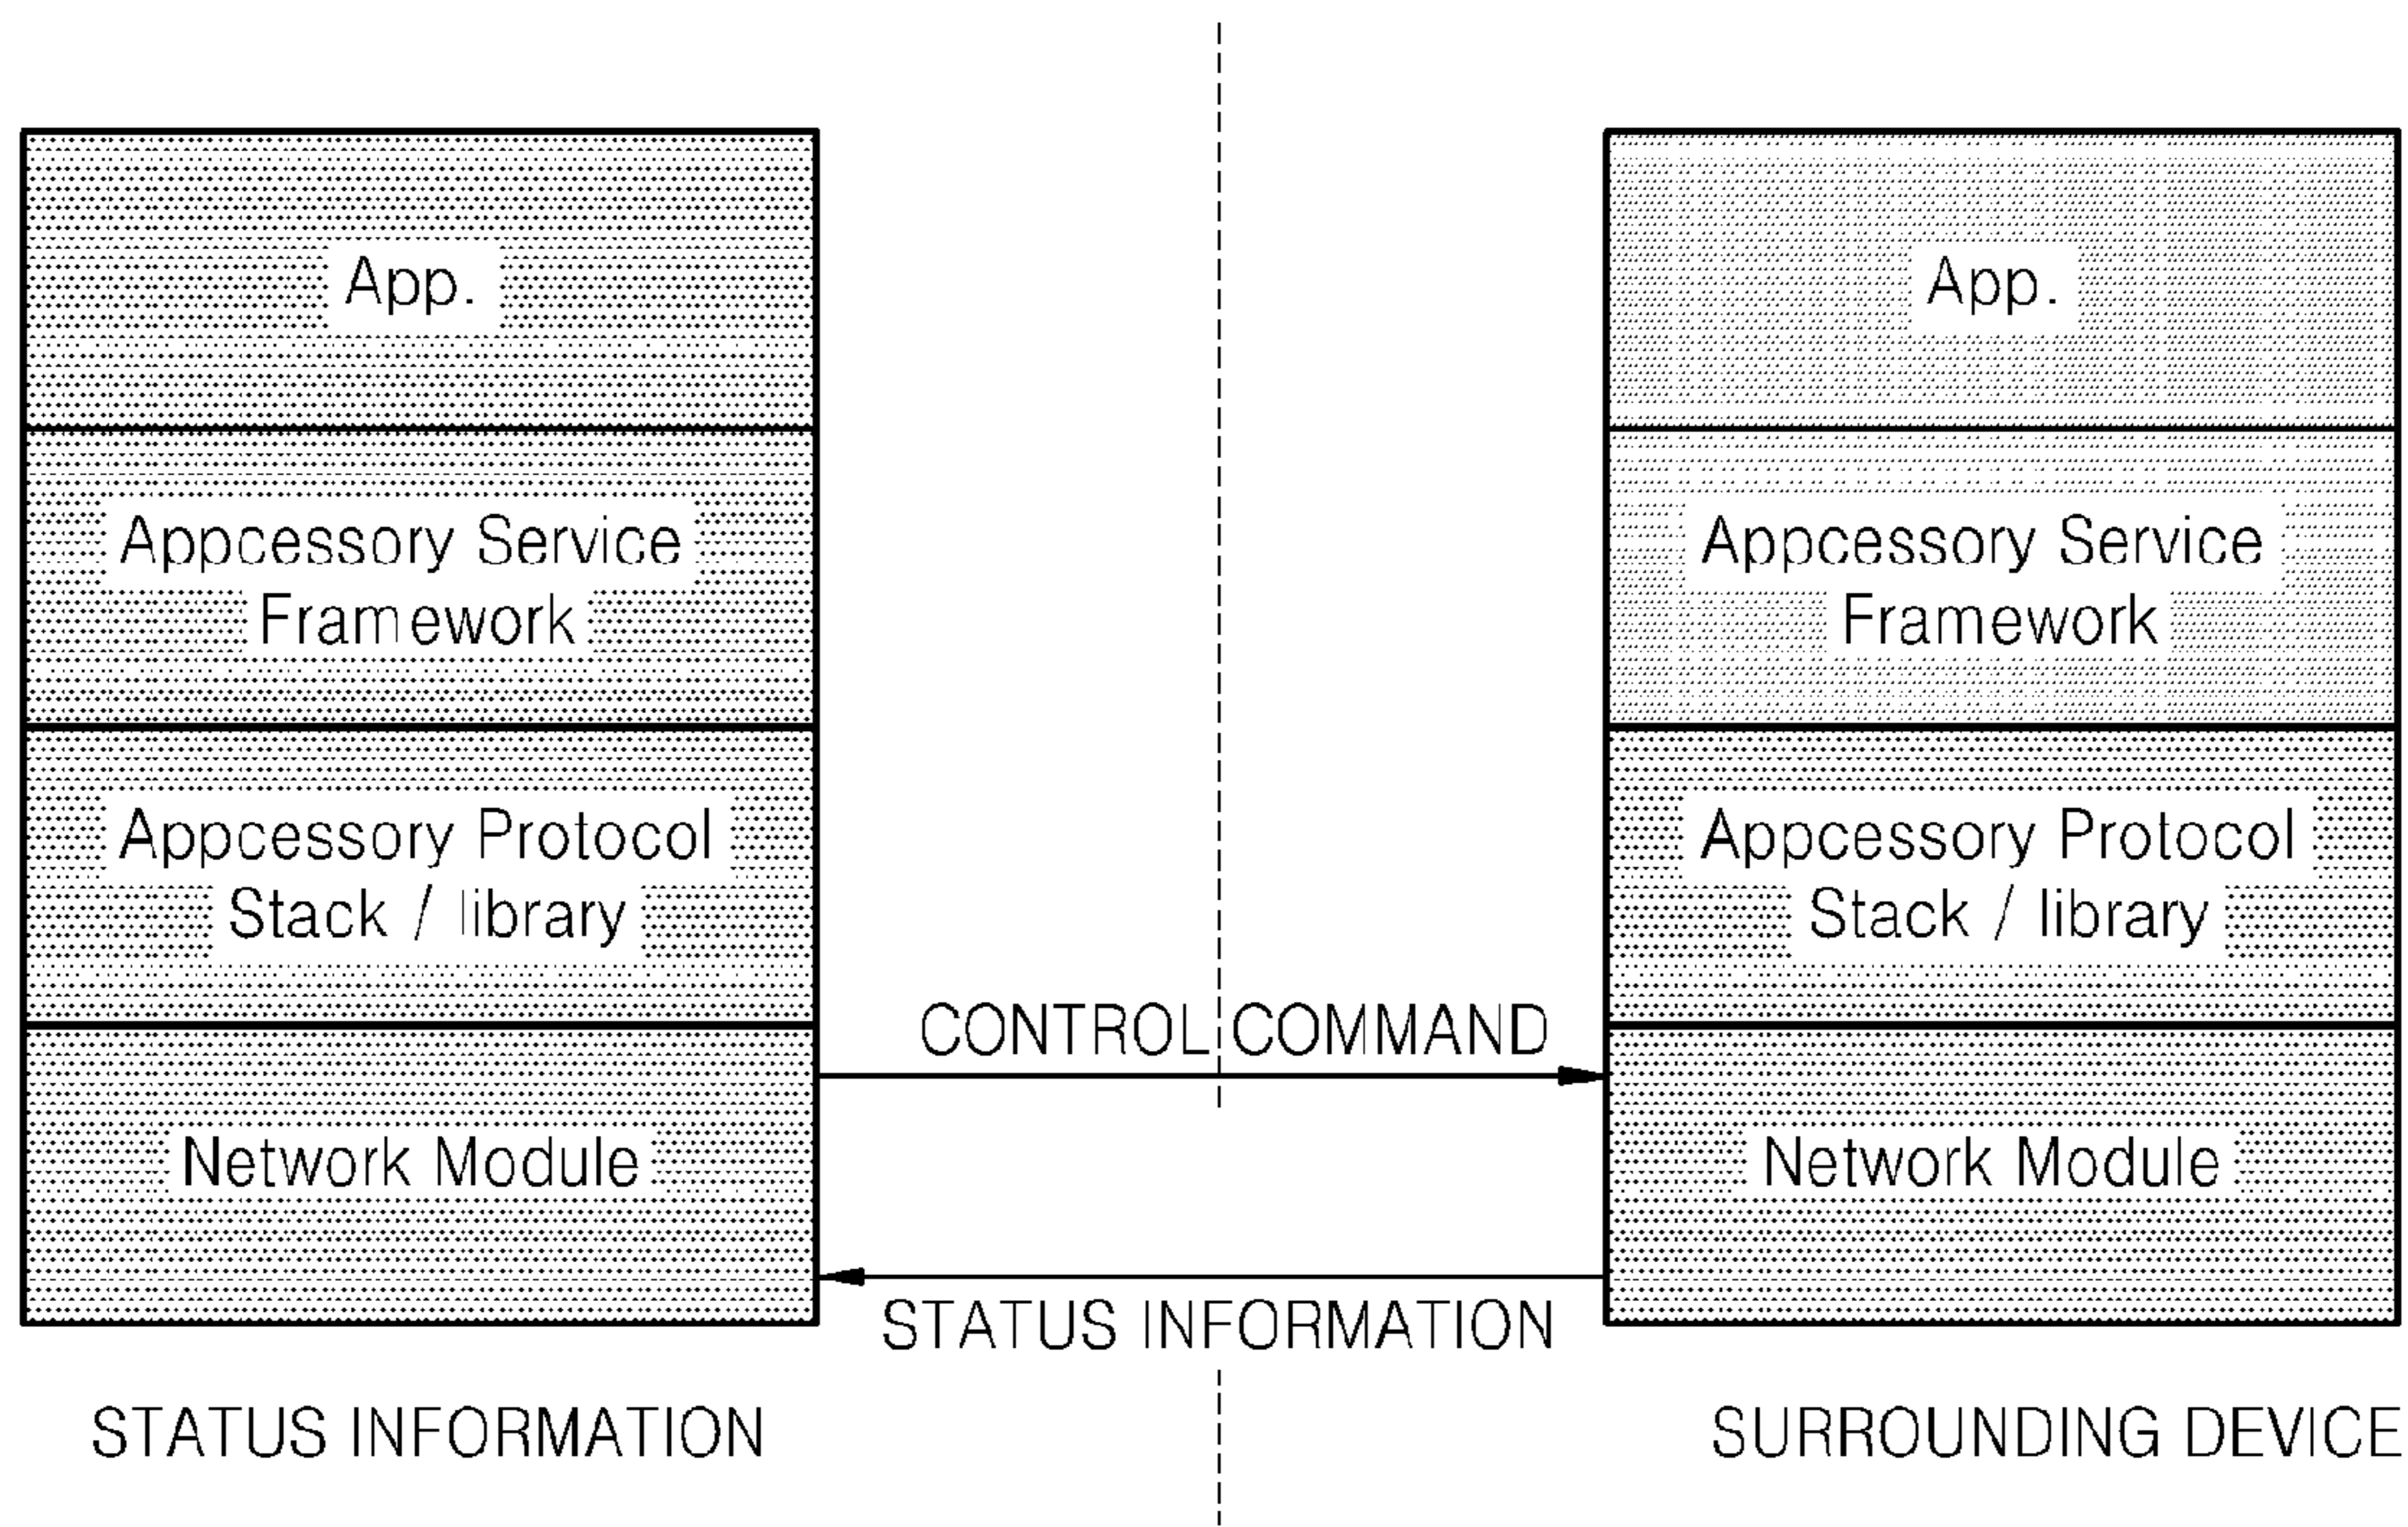 App.
Appcessory Service
Framework
Appcessory Protocol
Stack / library
Network Module
STATUS INFORMATION
CONTROL COMMAND
STATUS INFORMATION
App.
Appcessory Service
Framework
Appcessory Protocol
Stack / library
Network Module
SURROUNDING DEVICE